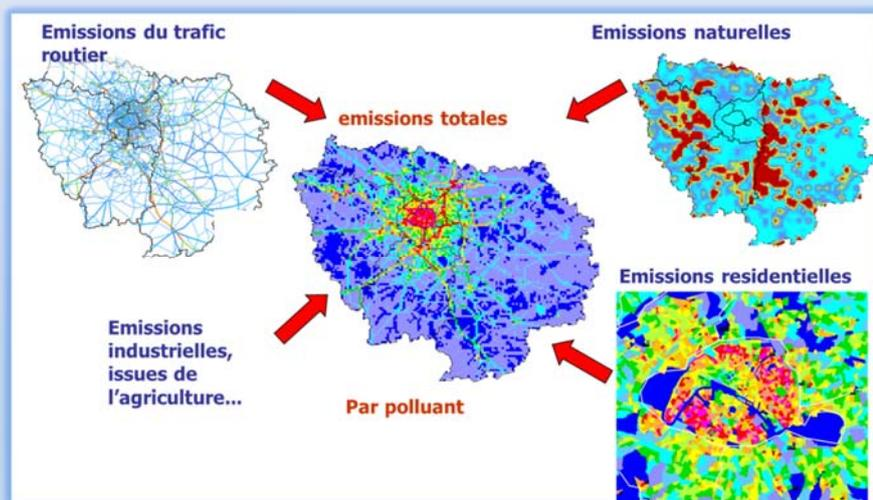 Emissions du trafic
routier
Emissions naturelles
emissions totales
Emissions residentielles
Emissions
industrielles,
issues de
l’agriculture...
Par polluant